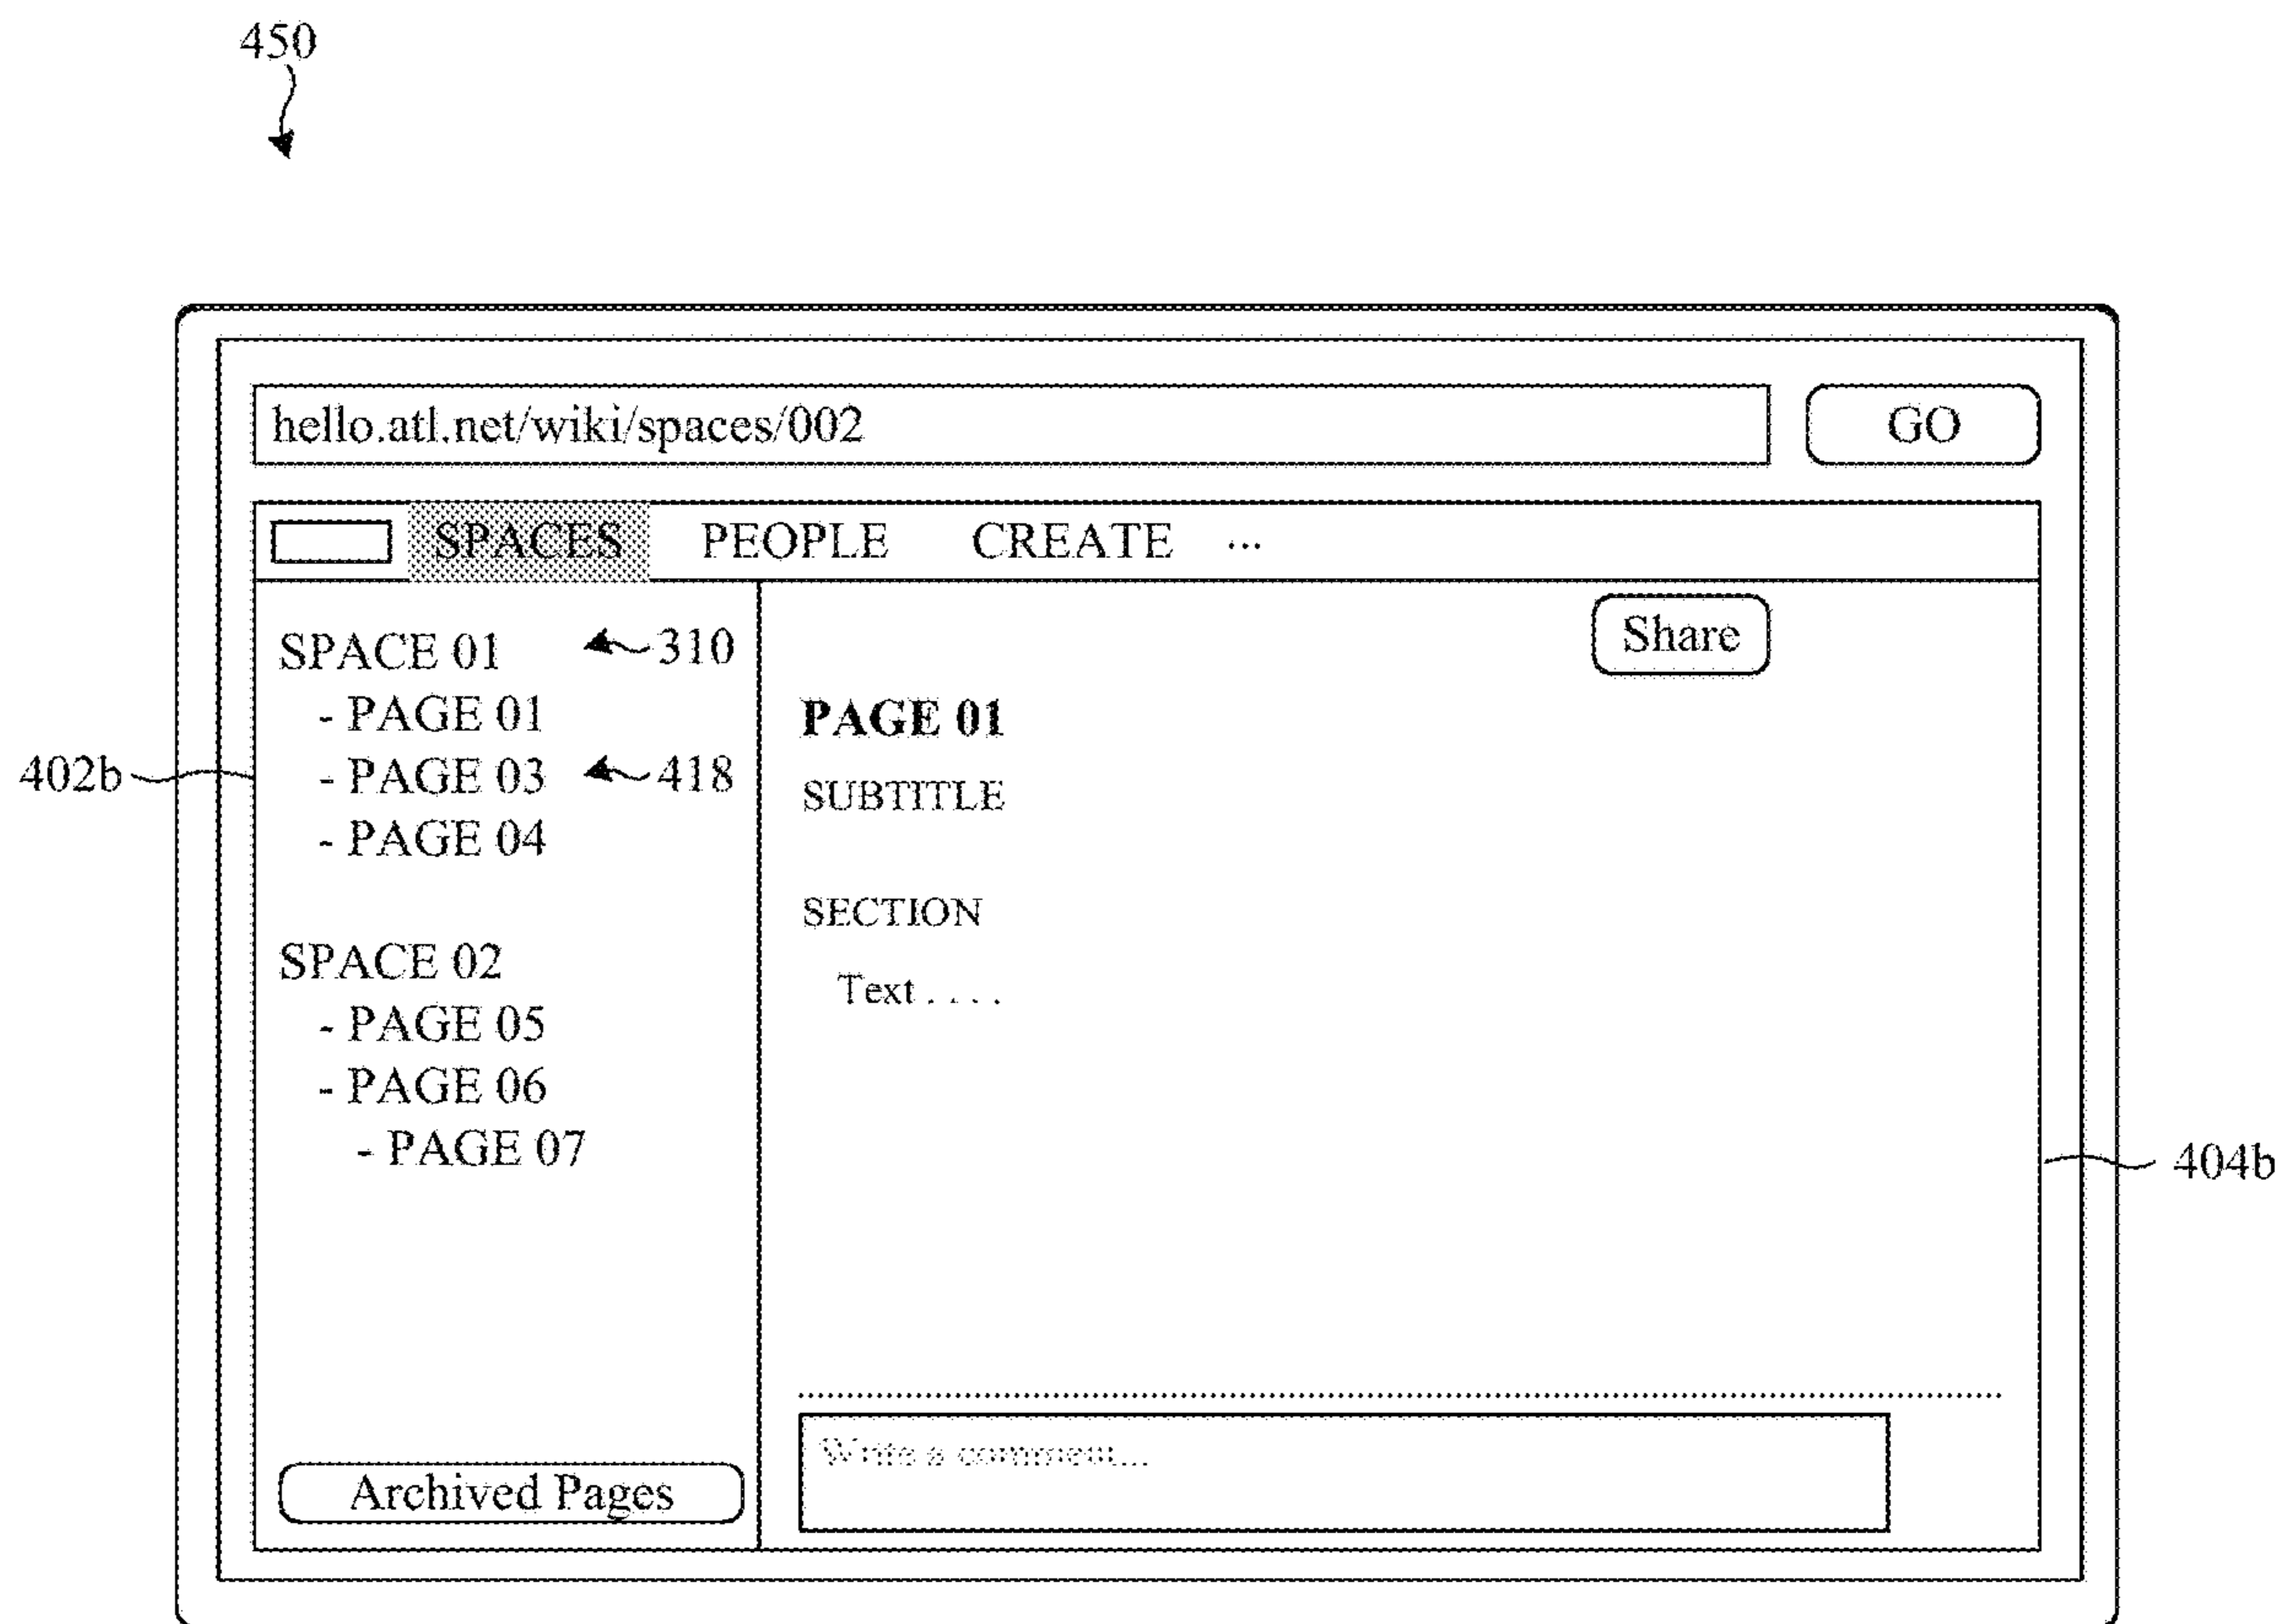 450
hello.atl.net/wiki/spaces/002 GO
SPACES PEOPLE CREATE ...
Share
SPACE 01 310
- PAGE 01
- PAGE 03 418
- PAGE 04
SPACE 02
- PAGE 05
- PAGE 06
- PAGE 07
Archived Pages
402b
PAGE 01
SUBTITLE
SECTION
Text . . . .
Write a comment...
404b